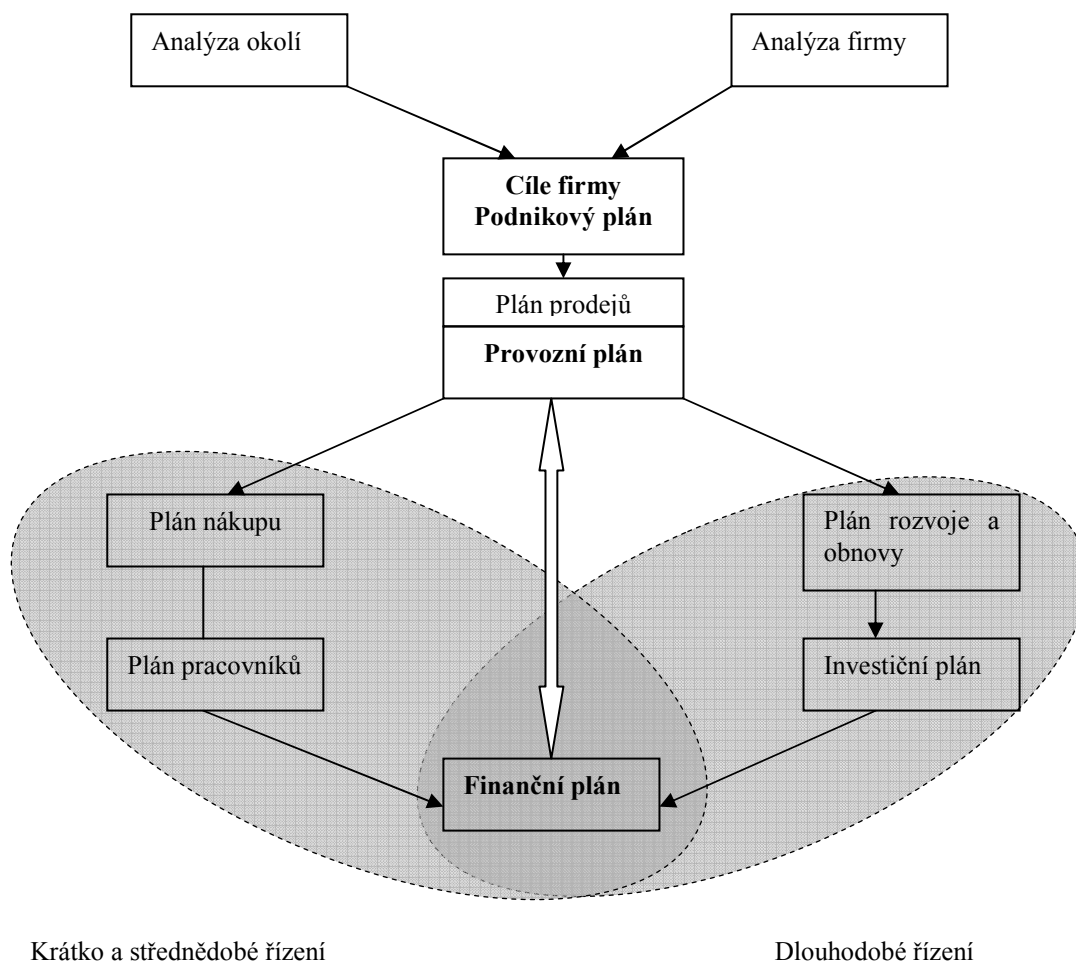 Analýza okolí
Analýza firmy
Cíle firmy
Podnikový plán
Plán prodejů
Provozní plán
Plán nákupu
Plán rozvoje a
obnovy
Plán pracovníků
Investiční plán
Finanční plán
Krátko a střednědobé řízení
Dlouhodobé řízení